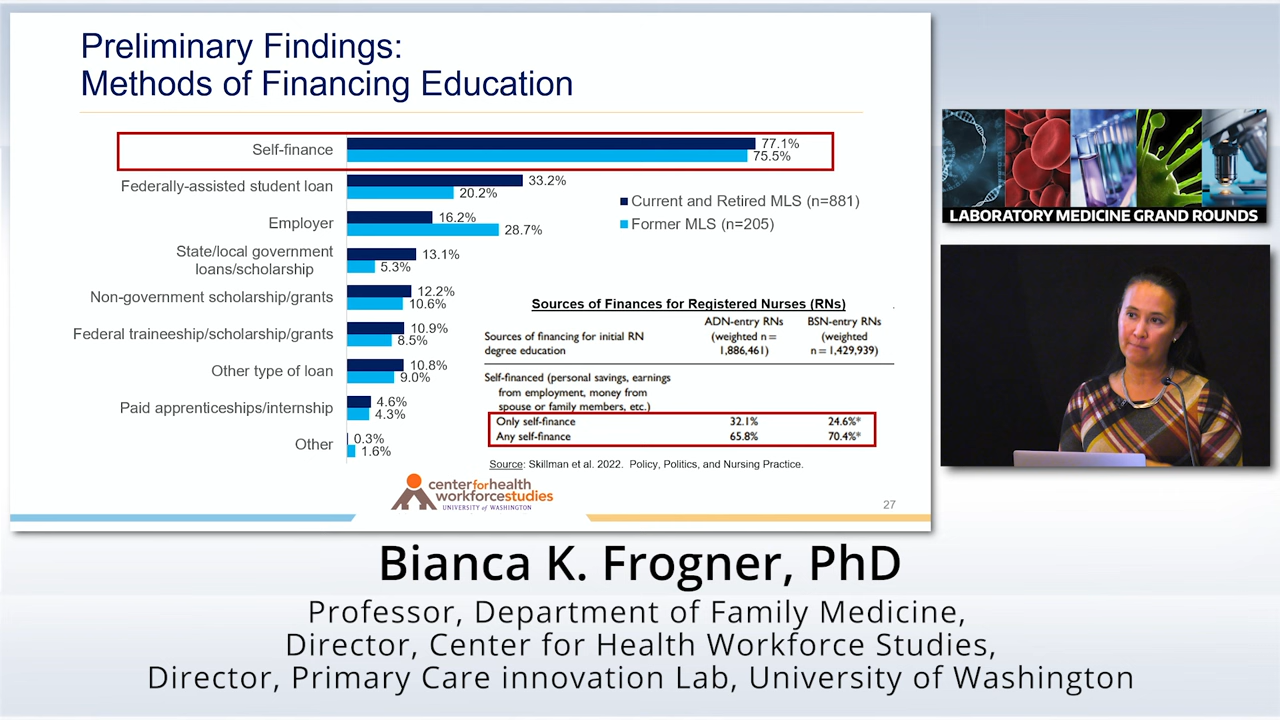 Preliminary Findings:
Methods of Financing Education
Self-finance
77.1%
75.5%
Federally-assisted student loan
33.2%
20.2%
Employer
16.2%
28.7%
State/local government
loans/scholarship
13.1%
5.3%
Non-government scholarship/grants
12.2%
10.6%
Federal traineeship/scholarship/grants
10.9%
8.5%
Other type of loan
10.8%
9.0%
Paid apprenticeships/internship
4.6%
4.3%
Other
0.3%
1.6%
Current and Retired MLS (n=881)
Former MLS (n=205)
Sources of Finances for Registered Nurses (RNs)
Sources of financing for initial RN
degree education
ADN-entry RNs
(weighted n =
1,886,461)
BSN-entry RNs
(weighted
n = 1,429,939)
Self-financed (personal savings, earnings
from employment, money from
spouse or family members, etc.)
Only self-finance 32.1% 24.6%*
Any self-finance 65.8% 70.4%*
Source: Skillman et al. 2022. Policy, Politics, and Nursing Practice.
centerforhealth
workforcestudies
UNIVERSITY of WASHINGTON
27
LABORATORY MEDICINE GRAND ROUNDS
Bianca K. Frogner, PhD
Professor, Department of Family Medicine,
Director, Center for Health Workforce Studies,
Director, Primary Care innovation Lab, University of Washington